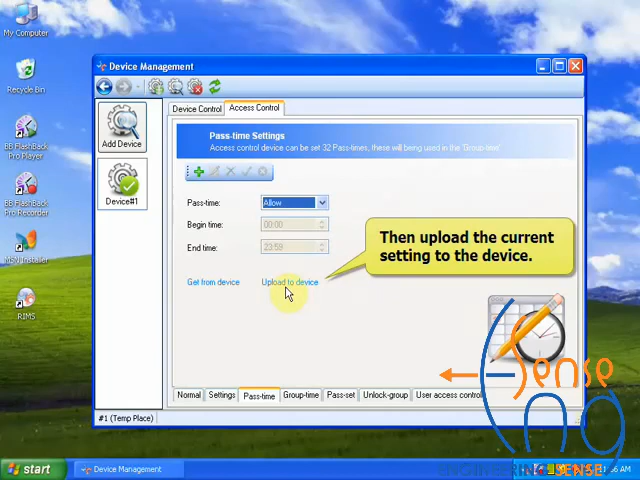 My Computer
Recycle Bin
BB FlashBack
Pro Player
BB FlashBack
Pro Recorder
MSN Installer
RIMS
Device Management
Add Device
Device#1
Device Control
Access Control
Pass-time Settings
Access control device can be set 32 Pass-times, these will being used in the 'Group-time'
Pass-time:
Allow
Begin time:
00:00
End time:
23:59
Get from device
Upload to device
Then upload the current
setting to the device.
Normal
Settings
Pass-time
Group-time
Pass-set
Unlock-group
User access control
#1 (Temp Place)
Sense
ng
ENGINEERING SENSE
start
Device Management